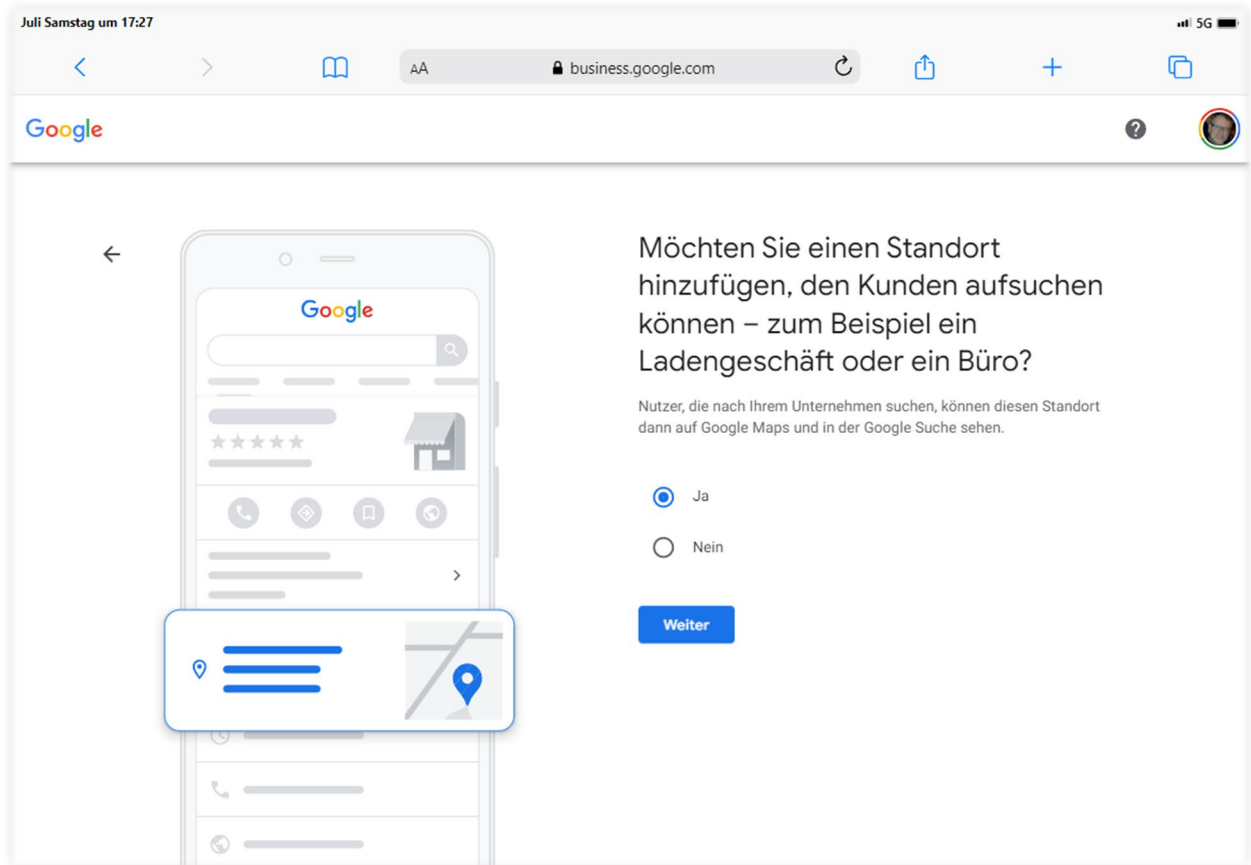 Juli Samstag um 17:27
5G
AA
business.google.com
Google
?
Google
Möchten Sie einen Standort
hinzufügen, den Kunden aufsuchen
können – zum Beispiel ein
Ladengeschäft oder ein Büro?
Nutzer, die nach Ihrem Unternehmen suchen, können diesen Standort
dann auf Google Maps und in der Google Suche sehen.
Ja
Nein
Weiter